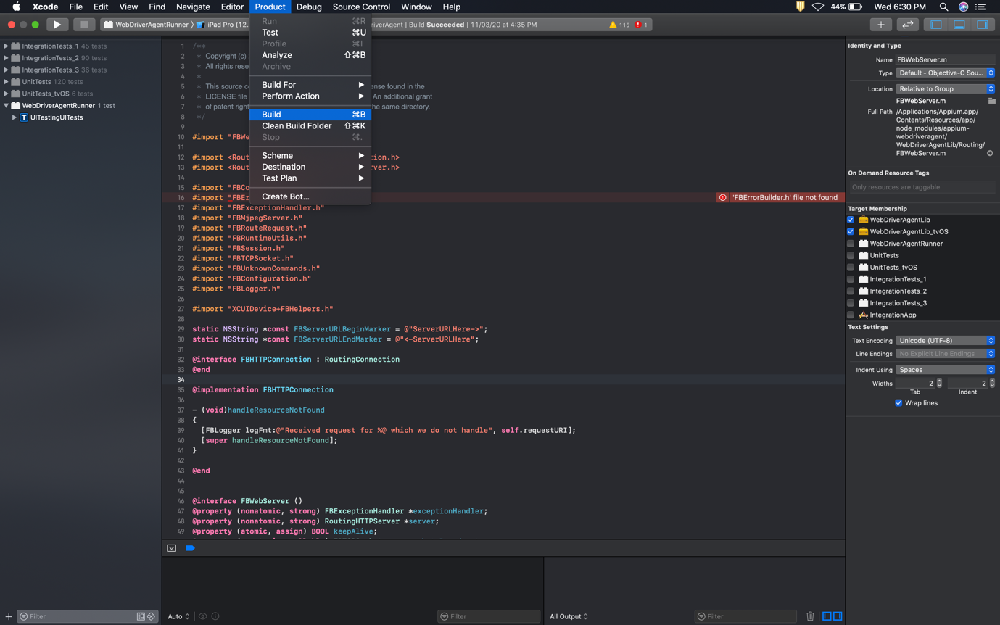 Xcode File Edit View Find Navigate Editor Product Debug Source Control Window Help 44% Wed 6:30 PM
WebDriverAgentRunner iPad Pro (12. riverAgent | Build Succeeded | 11/03/20 at 4:35 PM 115 1
IntegrationTests_1 45 tests
IntegrationTests_2 90 tests
IntegrationTests_3 36 tests
UnitTests 120 tests
UnitTests_tvOS 6 tests
WebDriverAgentRunner 1 test
T UITestingUITests
Run ⌘R
Test ⌘U
Profile ⌘I
Analyze ⇧⌘B
Archive
Build For
Perform Action
Build ⌘B
Clean Build Folder ⇧⌘K
Stop ⌘.
Scheme
Destination
Test Plan
Create Bot...
1 /**
2 * Copyright (c)
3 * All rights rese
4 *
5 * This source co ense found in the
6 * LICENSE file An additional grant
7 * of patent righ the same directory.
8 */
9
10 #import "FBWe
11
12 #import <Rout tion.h>
13 #import <Rout ver.h>
14
15 #import "FBCo
16 #import "FBEr 'FBErrorBuilder.h' file not found
17 #import "FBExceptionHandler.h"
18 #import "FBMjpegServer.h"
19 #import "FBRouteRequest.h"
20 #import "FBRuntimeUtils.h"
21 #import "FBSession.h"
22 #import "FBTCPSocket.h"
23 #import "FBUnknownCommands.h"
24 #import "FBConfiguration.h"
25 #import "FBLogger.h"
26
27 #import "XCUIDevice+FBHelpers.h"
28
29 static NSString *const FBServerURLBeginMarker = @"ServerURLHere->";
30 static NSString *const FBServerURLEndMarker = @"<-ServerURLHere";
31
32 @interface FBHTTPConnection : RoutingConnection
33 @end
34
35 @implementation FBHTTPConnection
36
37 - (void)handleResourceNotFound
38 {
39 [FBLogger logFmt:@"Received request for %@ which we do not handle", self.requestURI];
40 [super handleResourceNotFound];
41 }
42
43 @end
44
45
46 @interface FBWebServer ()
47 @property (nonatomic, strong) FBExceptionHandler *exceptionHandler;
48 @property (nonatomic, strong) RoutingHTTPServer *server;
49 @property (atomic, assign) BOOL keepAlive;
Identity and Type
Name FBWebServer.m
Type Default - Objective-C Sou...
Location Relative to Group
FBWebServer.m
Full Path /Applications/Appium.app/
Contents/Resources/app/
node_modules/appium-
webdriveragent/
WebDriverAgentLib/Routing/
FBWebServer.m
On Demand Resource Tags
Only resources are taggable
Target Membership
WebDriverAgentLib
WebDriverAgentLib_tvOS
WebDriverAgentRunner
UnitTests
UnitTests_tvOS
IntegrationTests_1
IntegrationTests_2
IntegrationTests_3
IntegrationApp
Text Settings
Text Encoding Unicode (UTF-8)
Line Endings No Explicit Line Endings
Indent Using Spaces
Widths 2 2
Tab Indent
Wrap lines
Filter Auto Filter All Output Filter